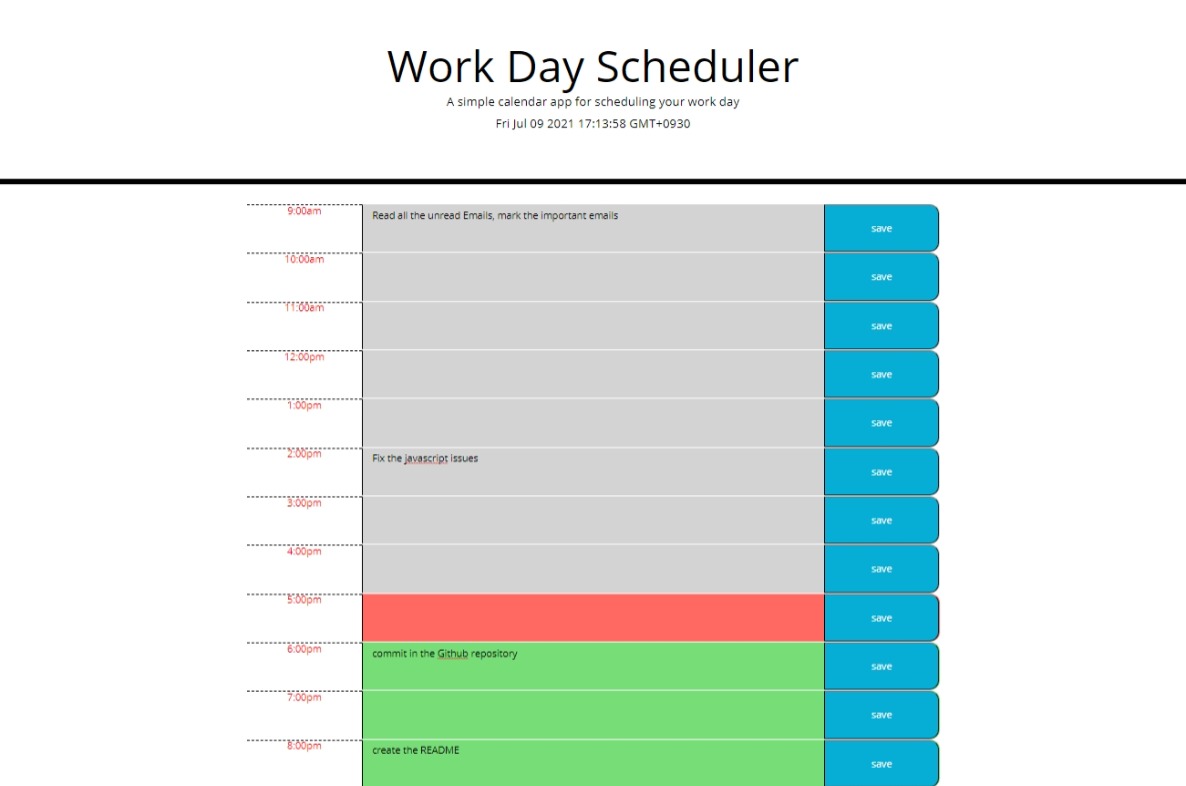 Work Day Scheduler
A simple calendar app for scheduling your work day
Fri Jul 09 2021 17:13:58 GMT+0930
9:00am Read all the unread Emails, mark the important emails save
10:00am save
11:00am save
12:00pm save
1:00pm save
2:00pm Fix the javascript issues save
3:00pm save
4:00pm save
5:00pm save
6:00pm commit in the Github repository save
7:00pm save
8:00pm create the README save